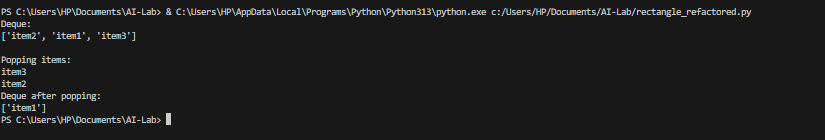 PS C:\Users\HP\Documents\AI-Lab> & C:\Users\HP\AppData\Local\Programs\Python\Python313\python.exe c:/Users/HP/Documents/AI-Lab/rectangle_refactored.py
Deque:
['item2', 'item1', 'item3']
Popping items:
item3
item2
Deque after popping:
['item1']
PS C:\Users\HP\Documents\AI-Lab>